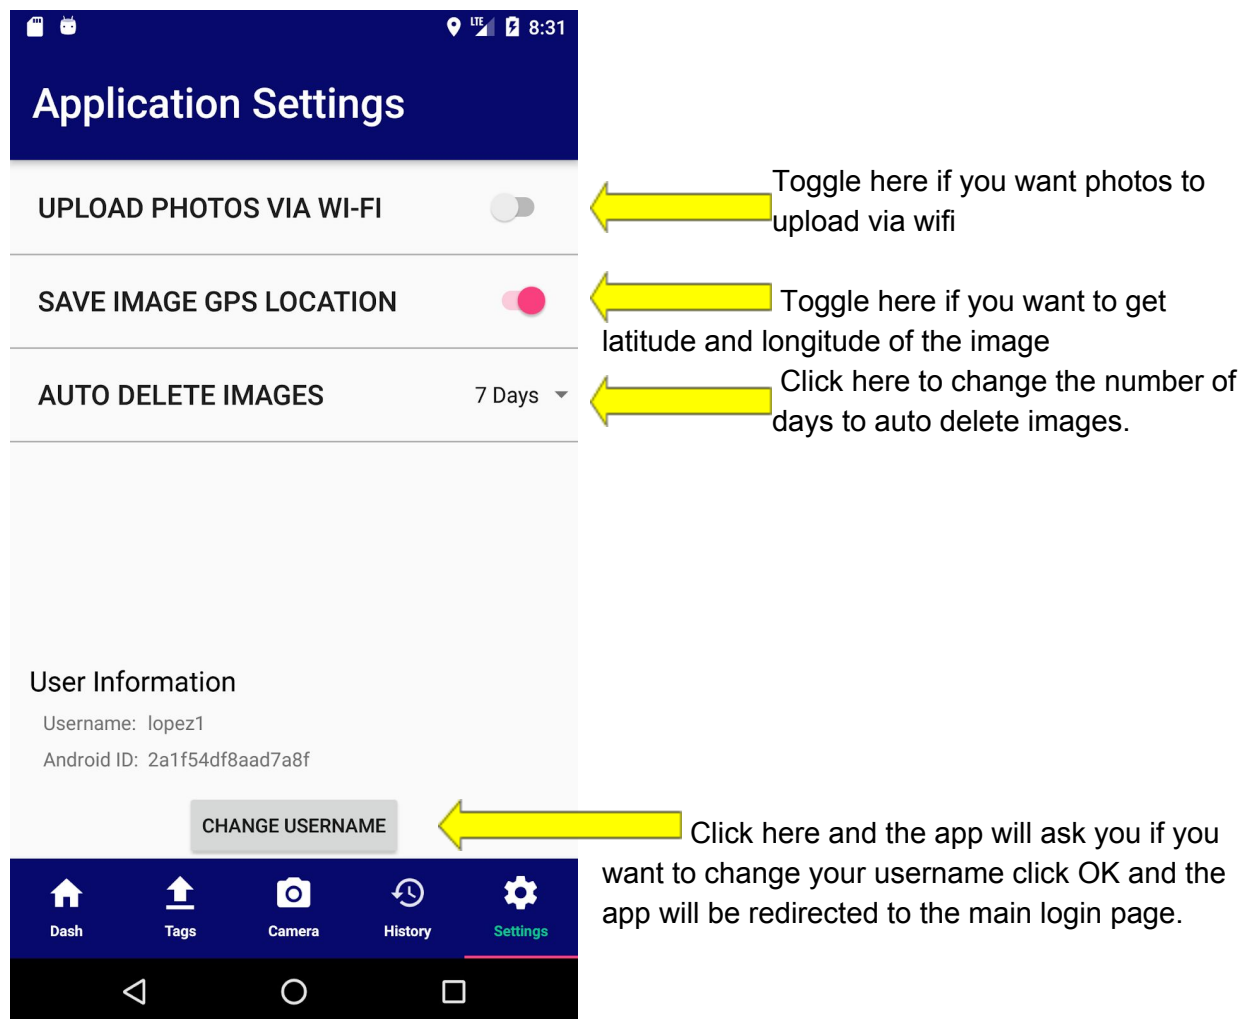 LTE 8:31
Application Settings
UPLOAD PHOTOS VIA WI-FI
Toggle here if you want photos to
upload via wifi
SAVE IMAGE GPS LOCATION
Toggle here if you want to get
latitude and longitude of the image
AUTO DELETE IMAGES 7 Days
Click here to change the number of
days to auto delete images.
User Information
Username: lopez1
Android ID: 2a1f54df8aad7a8f
CHANGE USERNAME
Click here and the app will ask you if you
want to change your username click OK and the
app will be redirected to the main login page.
Dash Tags Camera History Settings